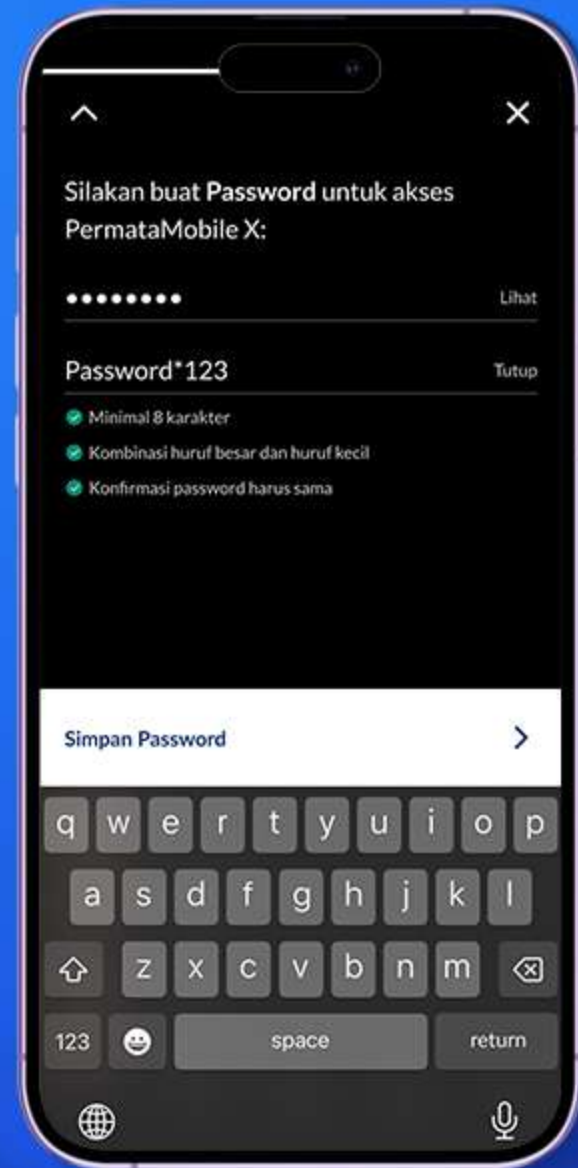 Silakan buat Password untuk akses
PermataMobile X:
●●●●●●●● Lihat
Password*123 Tutup
Minimal 8 karakter
Kombinasi huruf besar dan huruf kecil
Konfirmasi password harus sama
Simpan Password
q w e r t y u i o p
a s d f g h j k l
z x c v b n m
123 space return